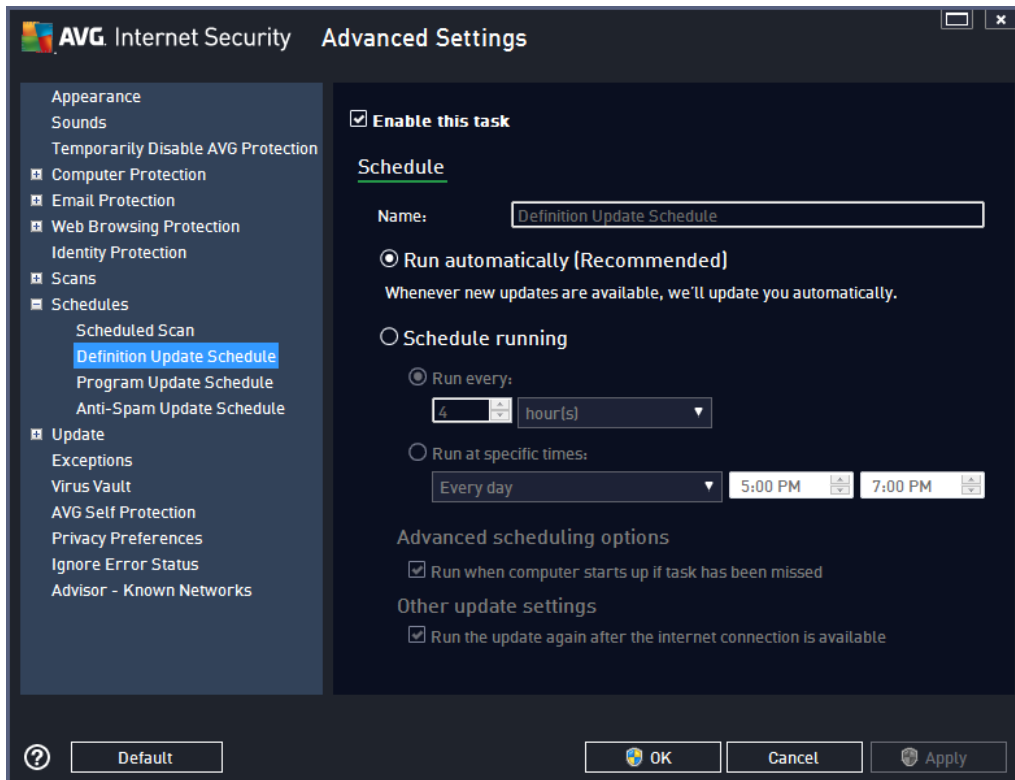 AVG. Internet Security Advanced Settings
Appearance
Sounds
Temporarily Disable AVG Protection
Computer Protection
Email Protection
Web Browsing Protection
Identity Protection
Scans
Schedules
Scheduled Scan
Definition Update Schedule
Program Update Schedule
Anti-Spam Update Schedule
Update
Exceptions
Virus Vault
AVG Self Protection
Privacy Preferences
Ignore Error Status
Advisor - Known Networks
Enable this task
Schedule
Name: Definition Update Schedule
Run automatically (Recommended)
Whenever new updates are available, we'll update you automatically.
Schedule running
Run every:
4 hour(s)
Run at specific times:
Every day 5:00 PM 7:00 PM
Advanced scheduling options
Run when computer starts up if task has been missed
Other update settings
Run the update again after the internet connection is available
? Default OK Cancel Apply